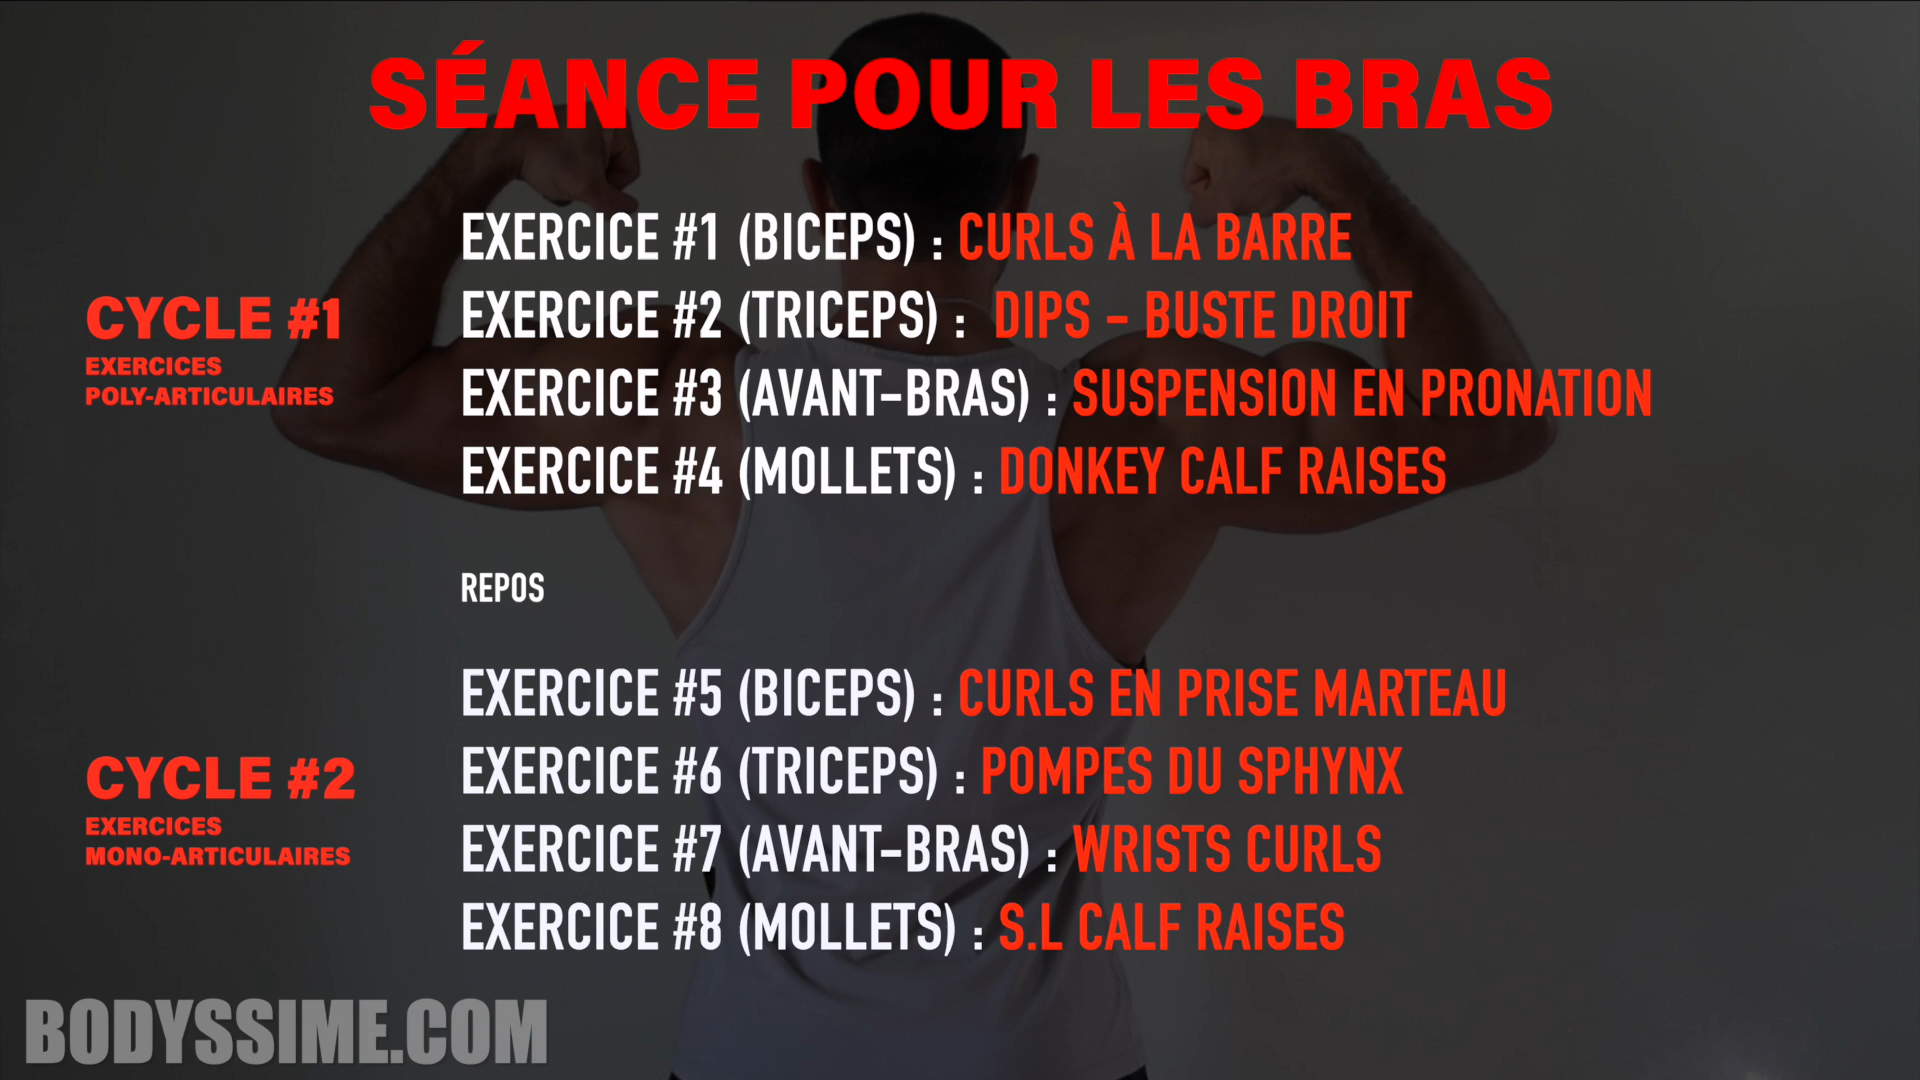 SÉANCE POUR LES BRAS
CYCLE #1
EXERCICES
POLY-ARTICULAIRES
EXERCICE #1 (BICEPS) : CURLS À LA BARRE
EXERCICE #2 (TRICEPS) : DIPS - BUSTE DROIT
EXERCICE #3 (AVANT-BRAS) : SUSPENSION EN PRONATION
EXERCICE #4 (MOLLETS) : DONKEY CALF RAISES
REPOS
CYCLE #2
EXERCICES
MONO-ARTICULAIRES
EXERCICE #5 (BICEPS) : CURLS EN PRISE MARTEAU
EXERCICE #6 (TRICEPS) : POMPES DU SPHYNX
EXERCICE #7 (AVANT-BRAS) : WRISTS CURLS
EXERCICE #8 (MOLLETS) : S.L CALF RAISES
BODYSSIME.COM